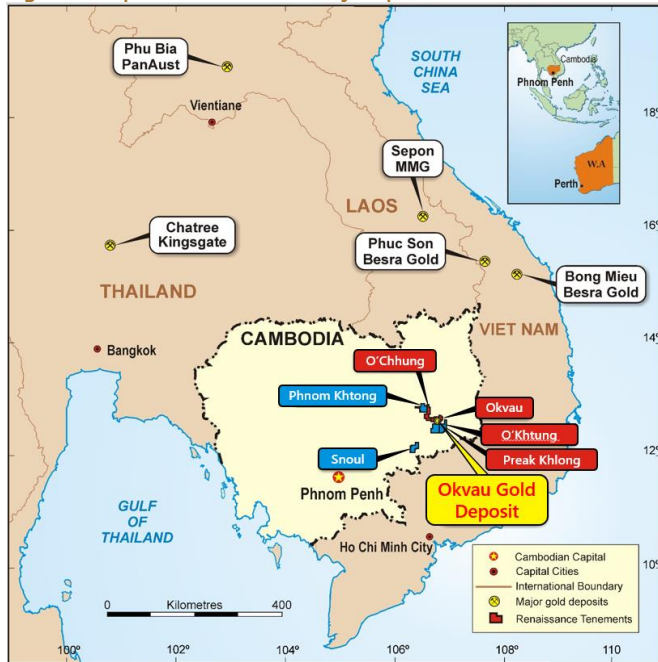 Phu Bia
PanAust
Vientiane
SOUTH
CHINA
SEA
Cambodia
Phnom Penh
W.A
Perth
Sepon
MMG
LAOS
Chatree
Kingsgate
Phuc Son
Besra Gold
Bong Mieu
Besra Gold
THAILAND
VIET NAM
Bangkok
CAMBODIA
O'Chhung
Phnom Khtong
Okvau
O'Khtung
Preak Khlong
Snoul
Phnom Penh
Okvau Gold
Deposit
GULF
OF
THAILAND
Ho Chi Minh City
0 Kilometres 400
Cambodian Capital
Capital Cities
International Boundary
Major gold deposits
Renaissance Tenements
18°
16°
14°
12°
10°
100° 102° 104° 106° 108° 110